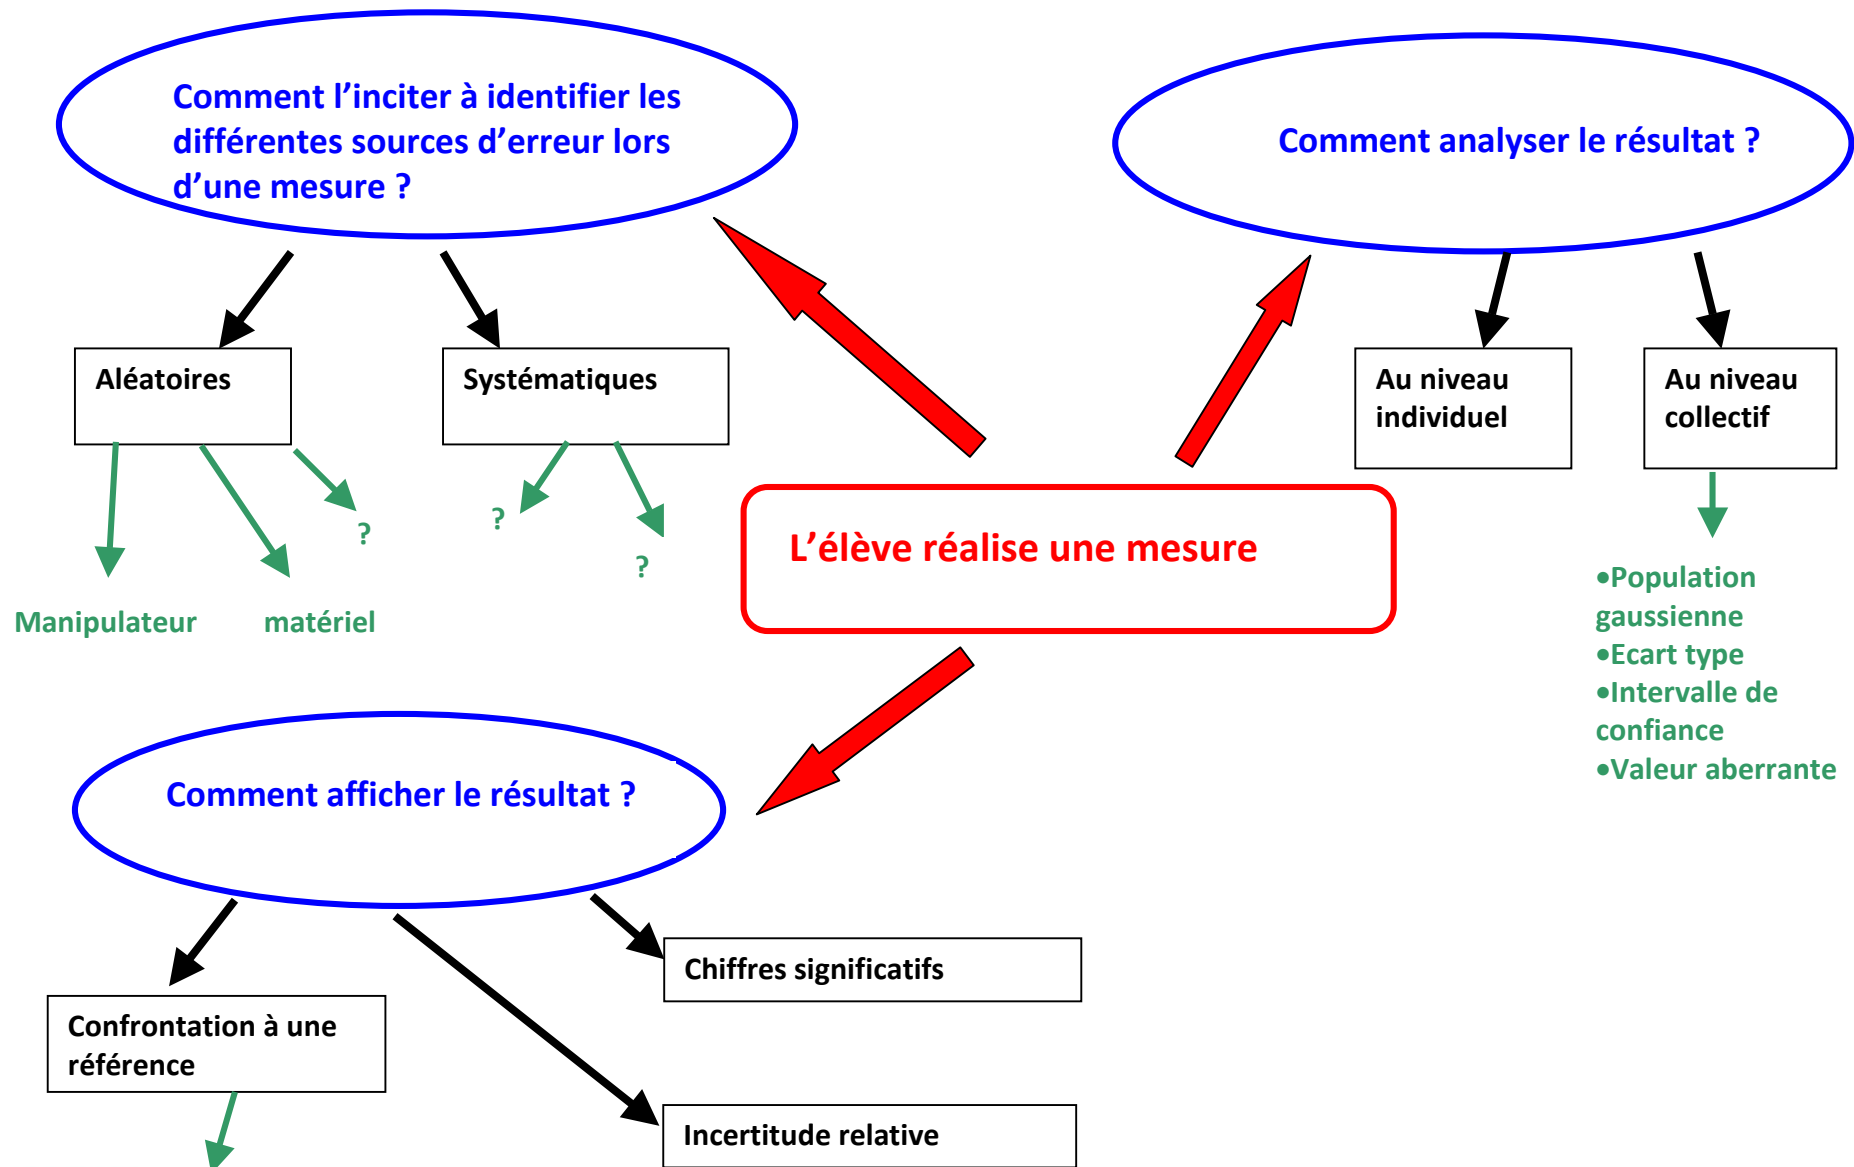 Comment l’inciter à identifier les
différentes sources d’erreur lors
d’une mesure ?
Comment analyser le résultat ?
Aléatoires
Systématiques
Au niveau
individuel
Au niveau
collectif
?
?
?
Manipulateur
matériel
L’élève réalise une mesure
•Population
gaussienne
•Ecart type
•Intervalle de
confiance
•Valeur aberrante
Comment afficher le résultat ?
Chiffres significatifs
Confrontation à une
référence
Incertitude relative